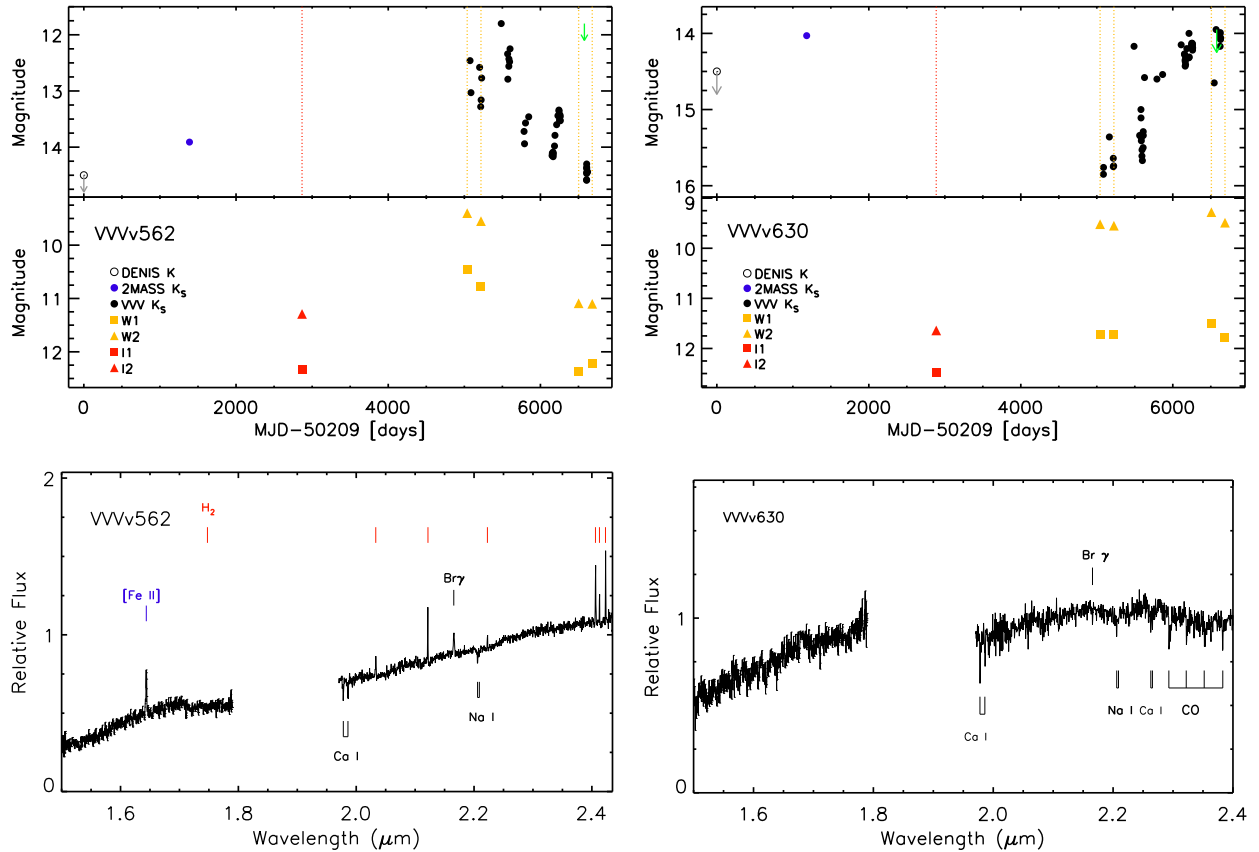 12
13
14
Magnitude
14
15
16
Magnitude
10
11
12
Magnitude
VVVv562
DENIS K
2MASS Kₛ
VVV Kₛ
W1
W2
I1
I2
0
2000
4000
6000
MJD-50209 [days]
9
10
11
12
Magnitude
VVVv630
DENIS K
2MASS Kₛ
VVV Kₛ
W1
W2
I1
I2
0
2000
4000
6000
MJD-50209 [days]
2
1
0
Relative Flux
VVVv562
H₂
[Fe II]
Brγ
Na I
Ca I
1.6
1.8
2.0
2.2
2.4
Wavelength (μm)
1
0
Relative Flux
VVVv630
Br γ
Na I
Ca I
CO
Ca I
1.6
1.8
2.0
2.2
2.4
Wavelength (μm)